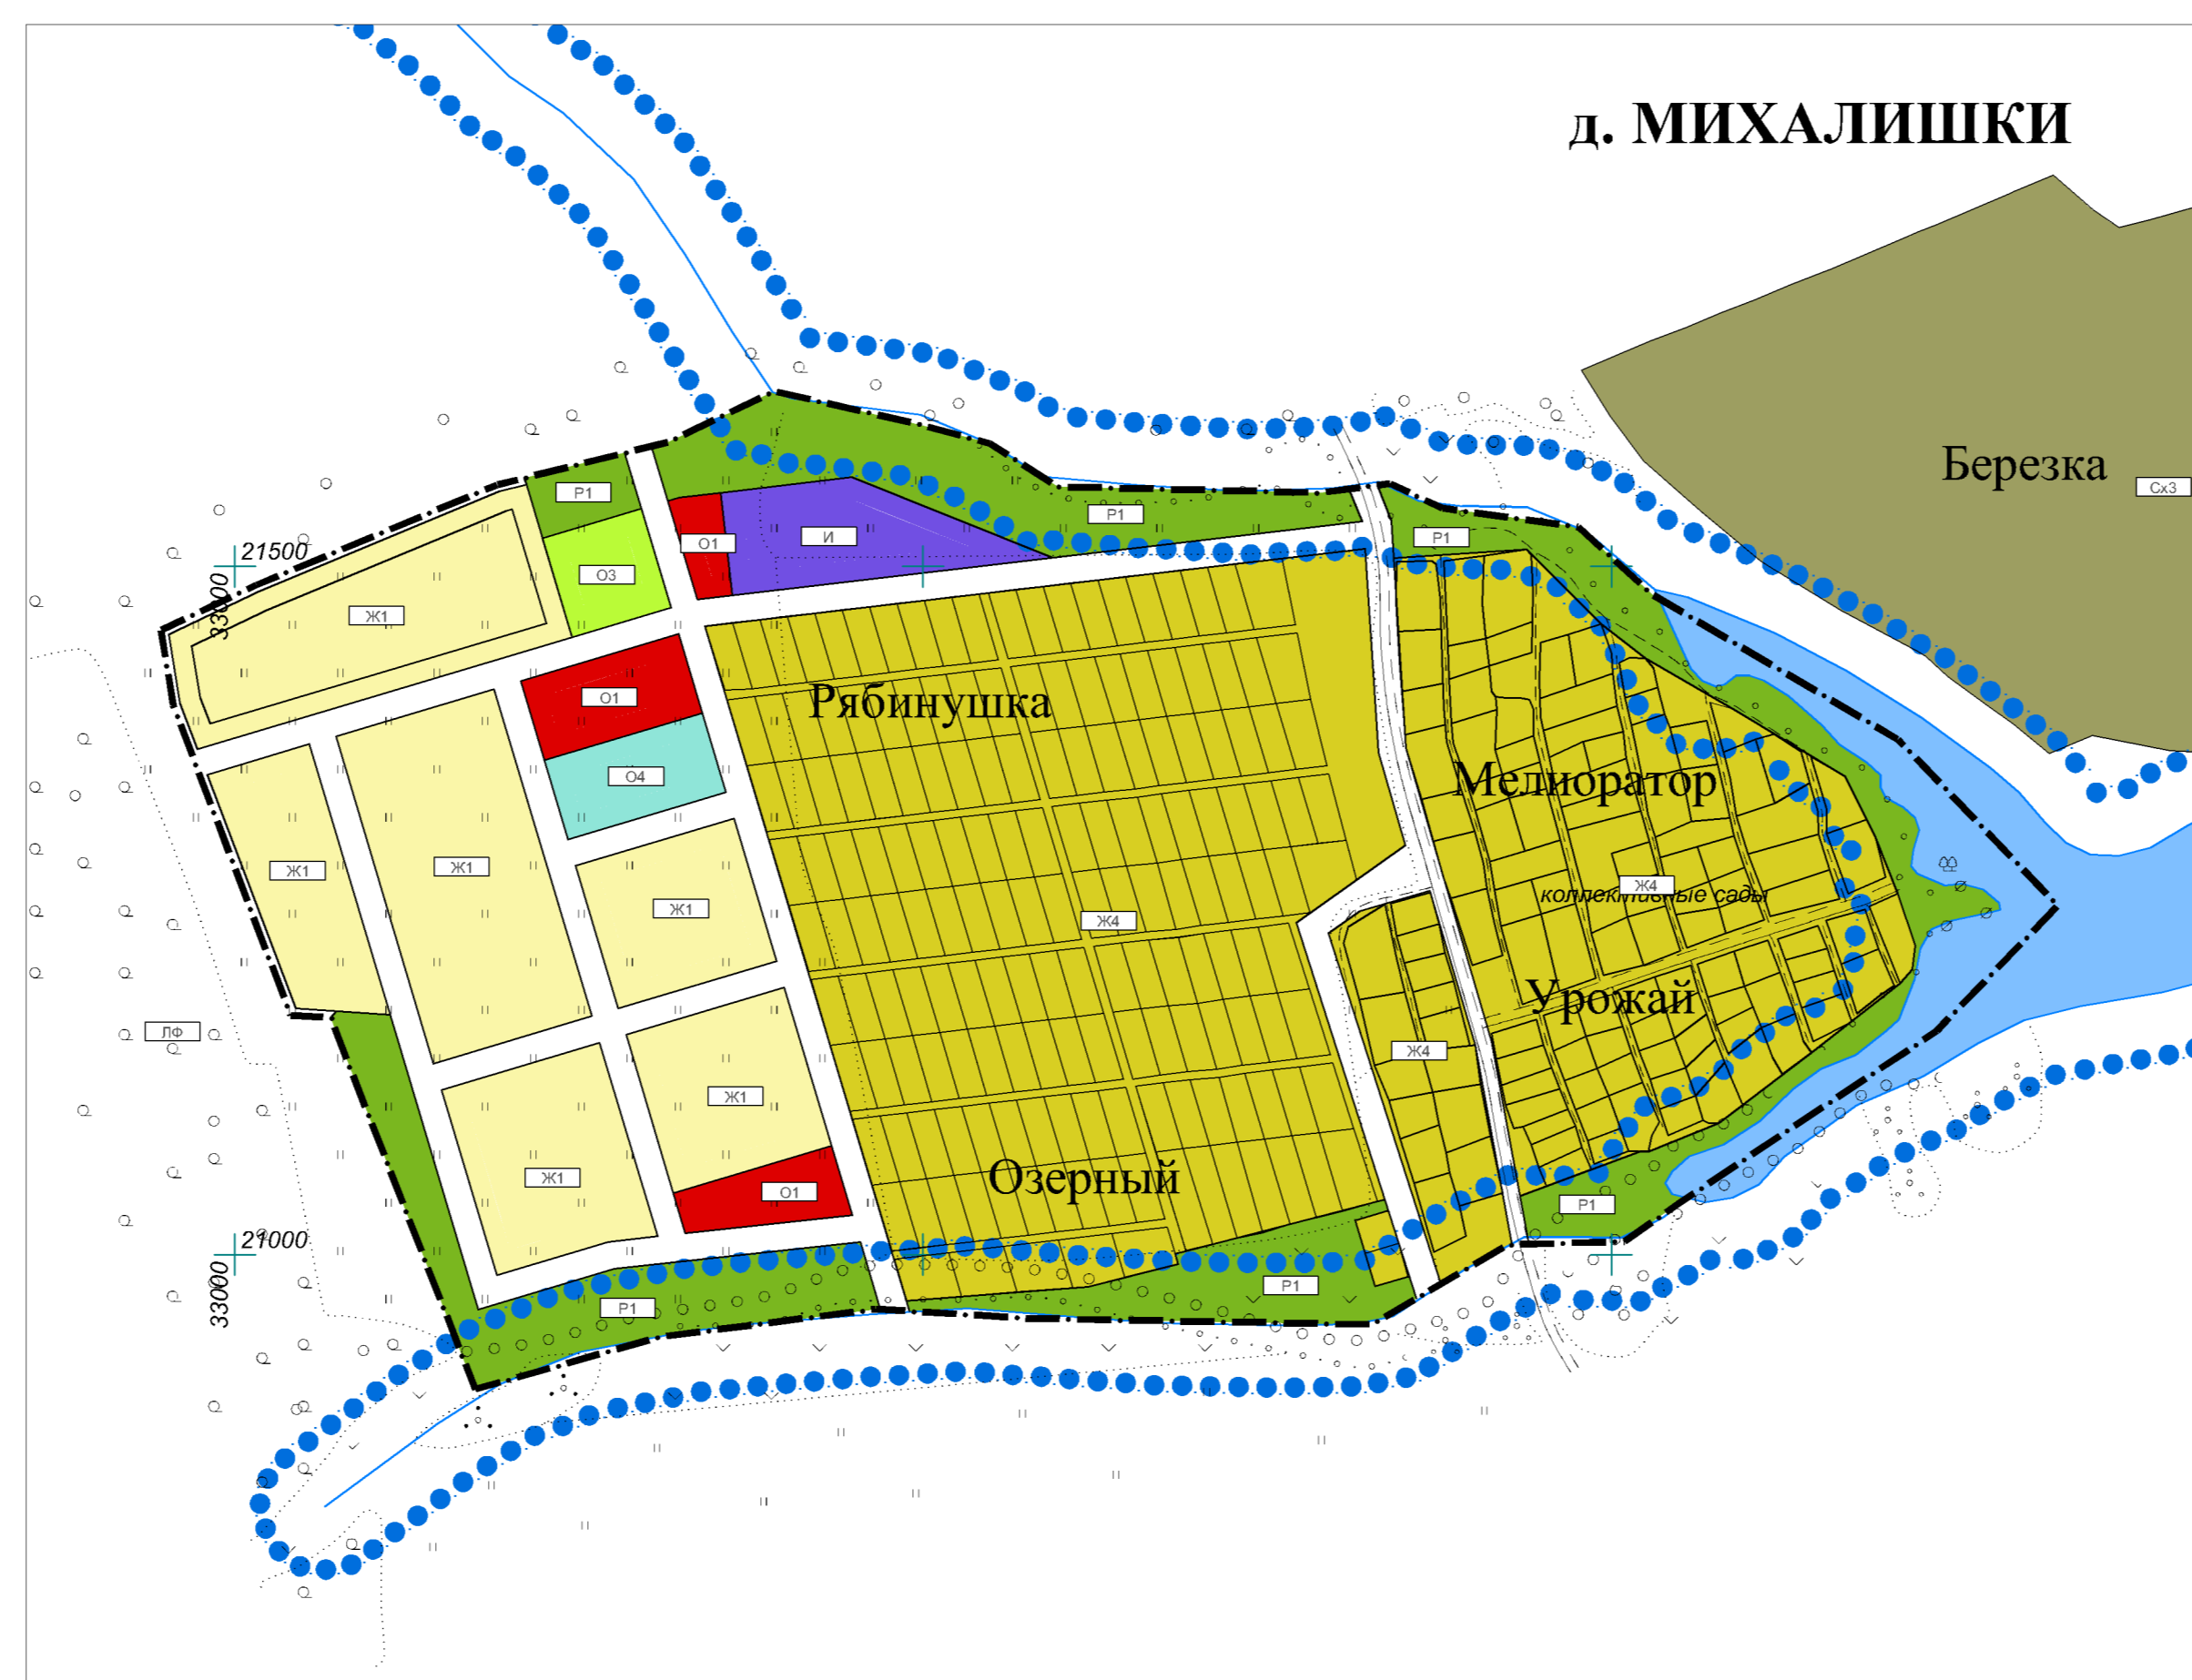 д. МИХАЛИШКИ
Березка
Сх3
Р1
Р1
Р1
О1
И
21500
33000
О3
Ж1
О1
Рябинушка
О4
Мелиоратор
Ж1
Ж1
Ж4
коллективные сады
Ж1
Ж4
Урожай
ЛФ
Ж4
Ж1
Ж1
Озерный
О1
Р1
21000
33000
Р1
Р1